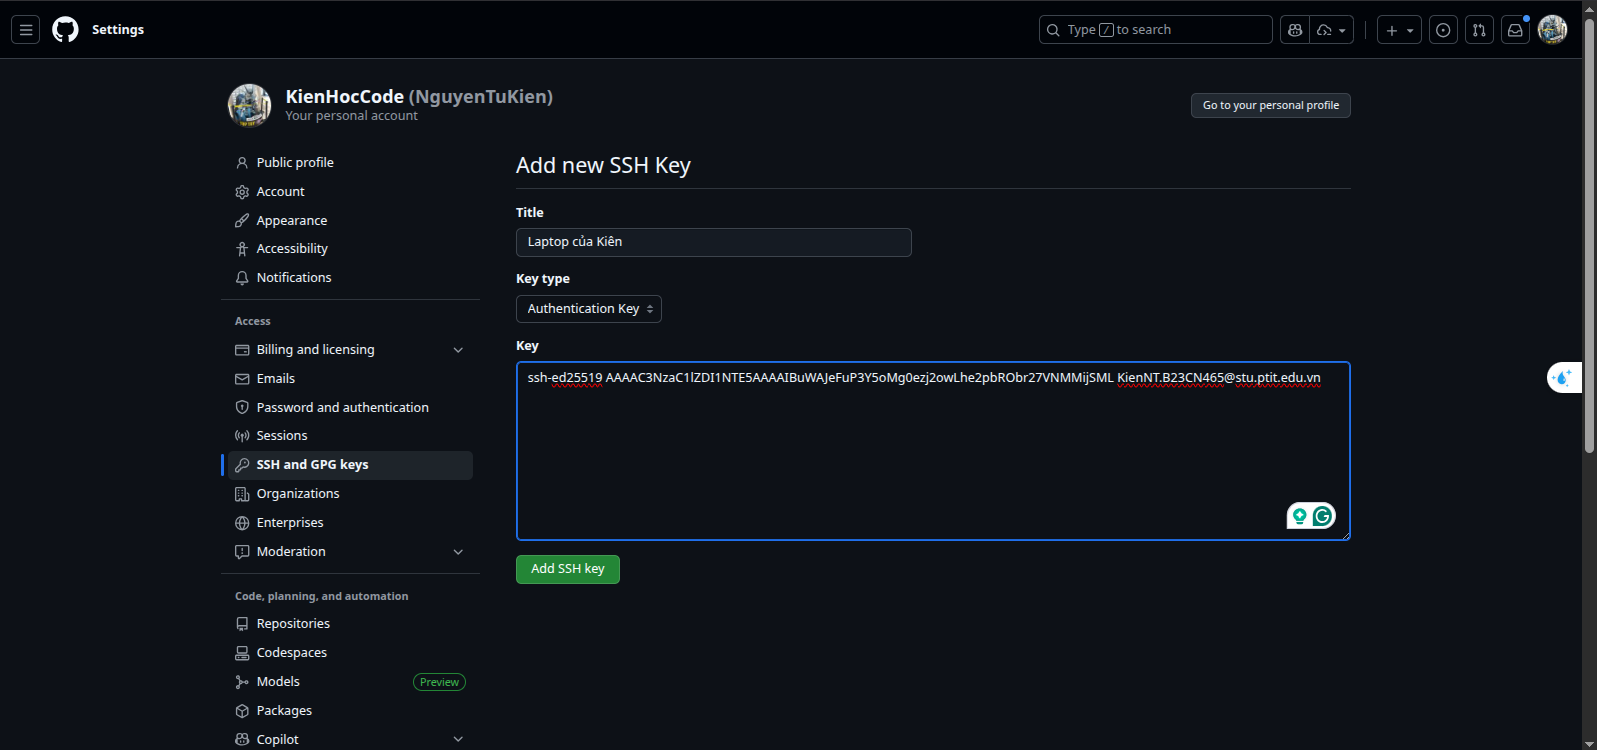 Settings
Type / to search
KienHocCode (NguyenTuKien)
Your personal account
Go to your personal profile
Public profile
Account
Appearance
Accessibility
Notifications
Access
Billing and licensing
Emails
Password and authentication
Sessions
SSH and GPG keys
Organizations
Enterprises
Moderation
Code, planning, and automation
Repositories
Codespaces
Models Preview
Packages
Copilot
Add new SSH Key
Title
Laptop của Kiên
Key type
Authentication Key
Key
ssh-ed25519 AAAAC3NzaC1lZDI1NTE5AAAAIBuWAJeFuP3Y5oMg0ezj2owLhe2pbRObr27VNMMijSML KienNT.B23CN465@stu.ptit.edu.vn
Add SSH key